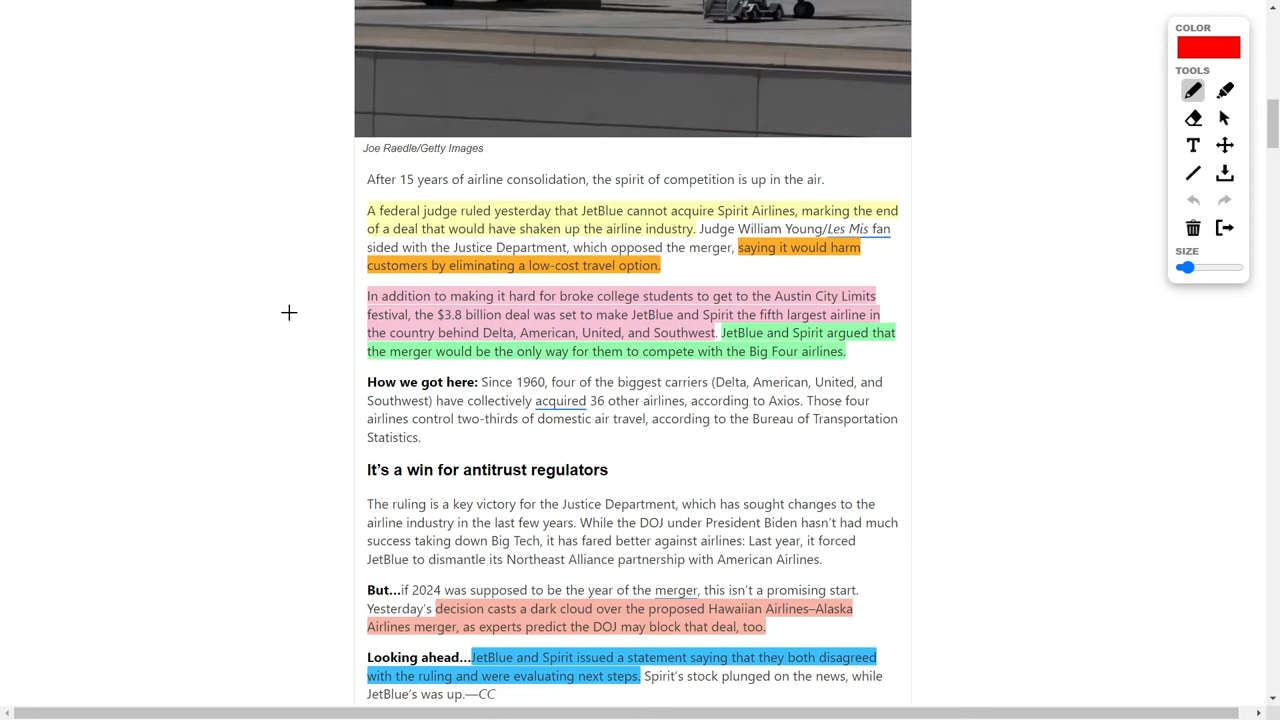 Joe Raedle/Getty Images
After 15 years of airline consolidation, the spirit of competition is up in the air.
A federal judge ruled yesterday that JetBlue cannot acquire Spirit Airlines, marking the end
of a deal that would have shaken up the airline industry. Judge William Young/Les Mis fan
sided with the Justice Department, which opposed the merger, saying it would harm
customers by eliminating a low-cost travel option.
In addition to making it hard for broke college students to get to the Austin City Limits
festival, the $3.8 billion deal was set to make JetBlue and Spirit the fifth largest airline in
the country behind Delta, American, United, and Southwest. JetBlue and Spirit argued that
the merger would be the only way for them to compete with the Big Four airlines.
How we got here: Since 1960, four of the biggest carriers (Delta, American, United, and
Southwest) have collectively acquired 36 other airlines, according to Axios. Those four
airlines control two-thirds of domestic air travel, according to the Bureau of Transportation
Statistics.
It’s a win for antitrust regulators
The ruling is a key victory for the Justice Department, which has sought changes to the
airline industry in the last few years. While the DOJ under President Biden hasn’t had much
success taking down Big Tech, it has fared better against airlines: Last year, it forced
JetBlue to dismantle its Northeast Alliance partnership with American Airlines.
But…if 2024 was supposed to be the year of the merger, this isn’t a promising start.
Yesterday’s decision casts a dark cloud over the proposed Hawaiian Airlines–Alaska
Airlines merger, as experts predict the DOJ may block that deal, too.
Looking ahead…JetBlue and Spirit issued a statement saying that they both disagreed
with the ruling and were evaluating next steps. Spirit’s stock plunged on the news, while
JetBlue’s was up.—CC
COLOR
TOOLS
T
SIZE